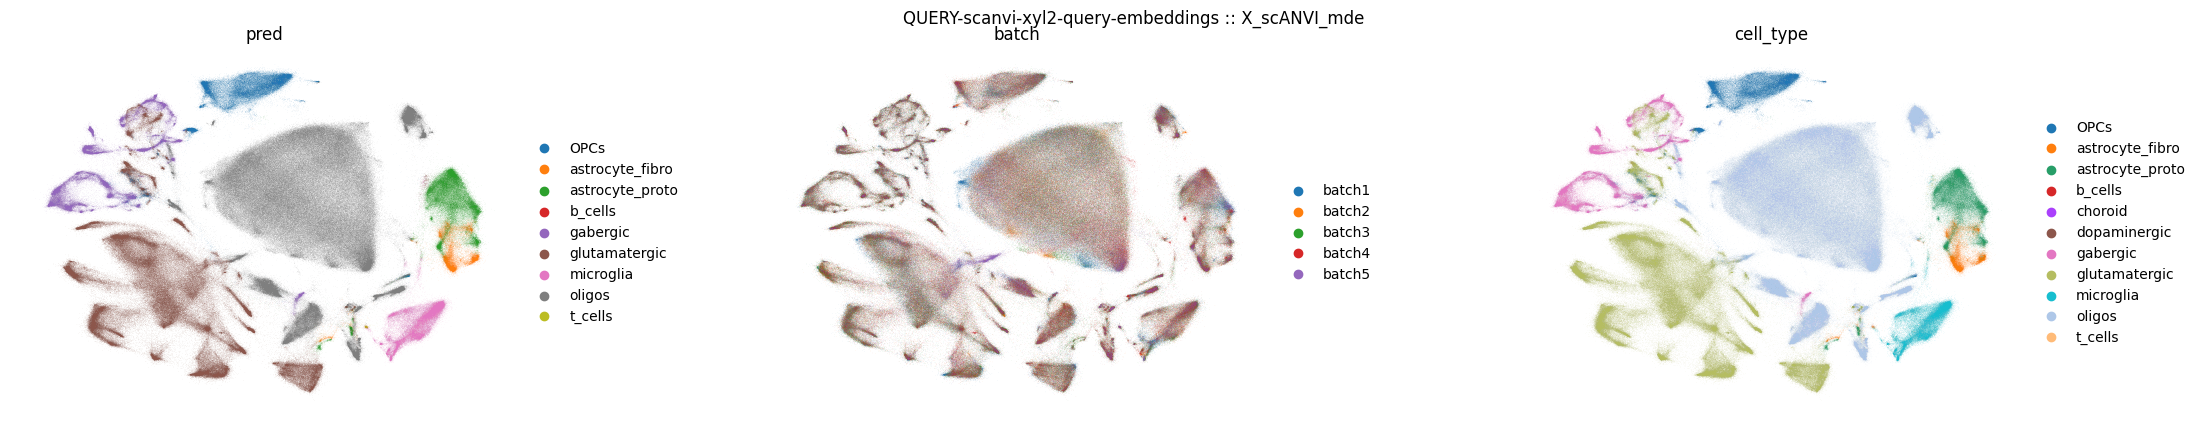 QUERY-scanvi-xyl2-query-embeddings :: X_scANVI_mde
pred
OPCs
astrocyte_fibro
astrocyte_proto
b_cells
gabergic
glutamatergic
microglia
oligos
t_cells
batch
batch1
batch2
batch3
batch4
batch5
cell_type
OPCs
astrocyte_fibro
astrocyte_proto
b_cells
choroid
dopaminergic
gabergic
glutamatergic
microglia
oligos
t_cells